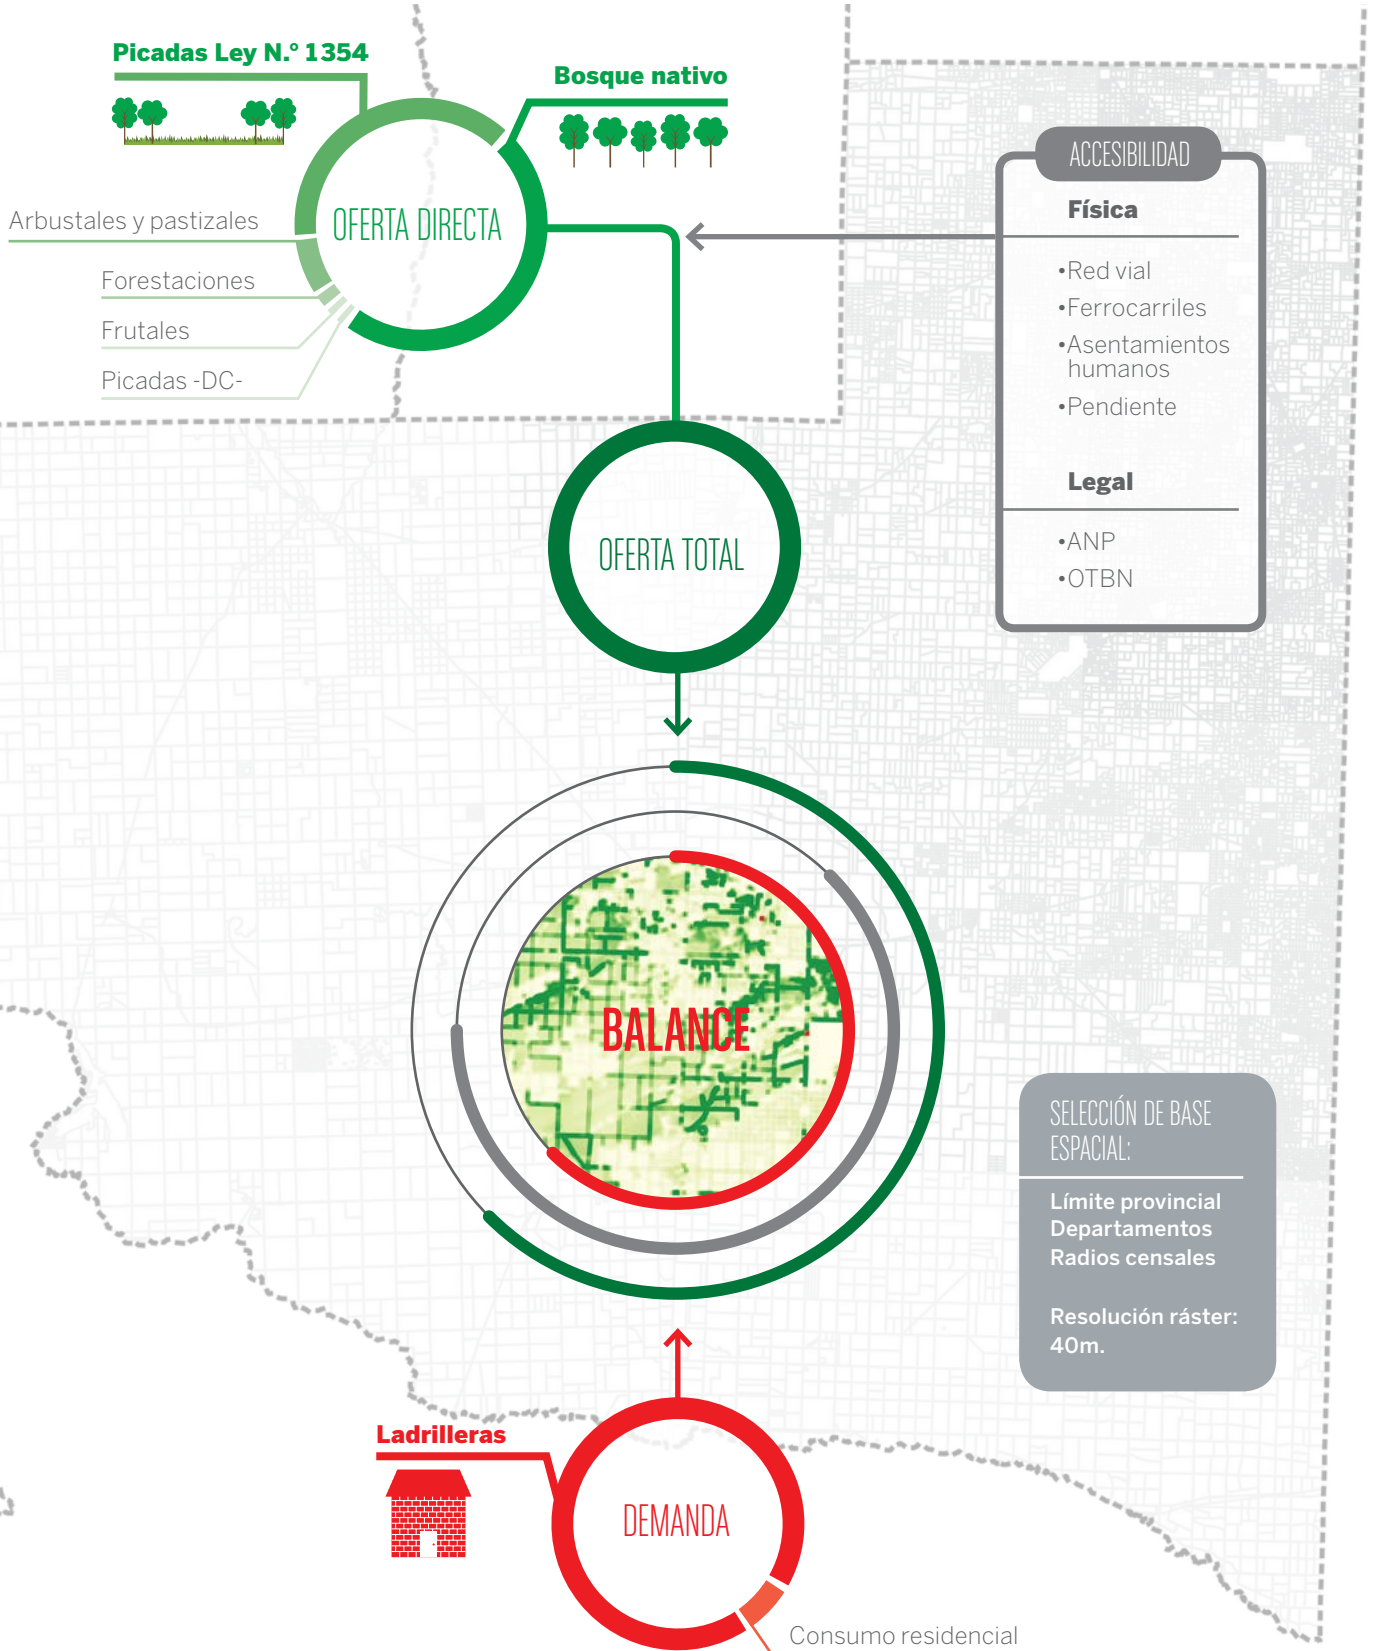 Picadas Ley N.° 1354
Bosque nativo
OFERTA DIRECTA
Arbustales y pastizales
Forestaciones
Frutales
Picadas -DC-
ACCESIBILIDAD
Física
•Red vial
•Ferrocarriles
•Asentamientos
humanos
•Pendiente
Legal
•ANP
•OTBN
OFERTA TOTAL
BALANCE
SELECCIÓN DE BASE
ESPACIAL:
Límite provincial
Departamentos
Radios censales
Resolución ráster:
40m.
Ladrilleras
DEMANDA
Consumo residencial